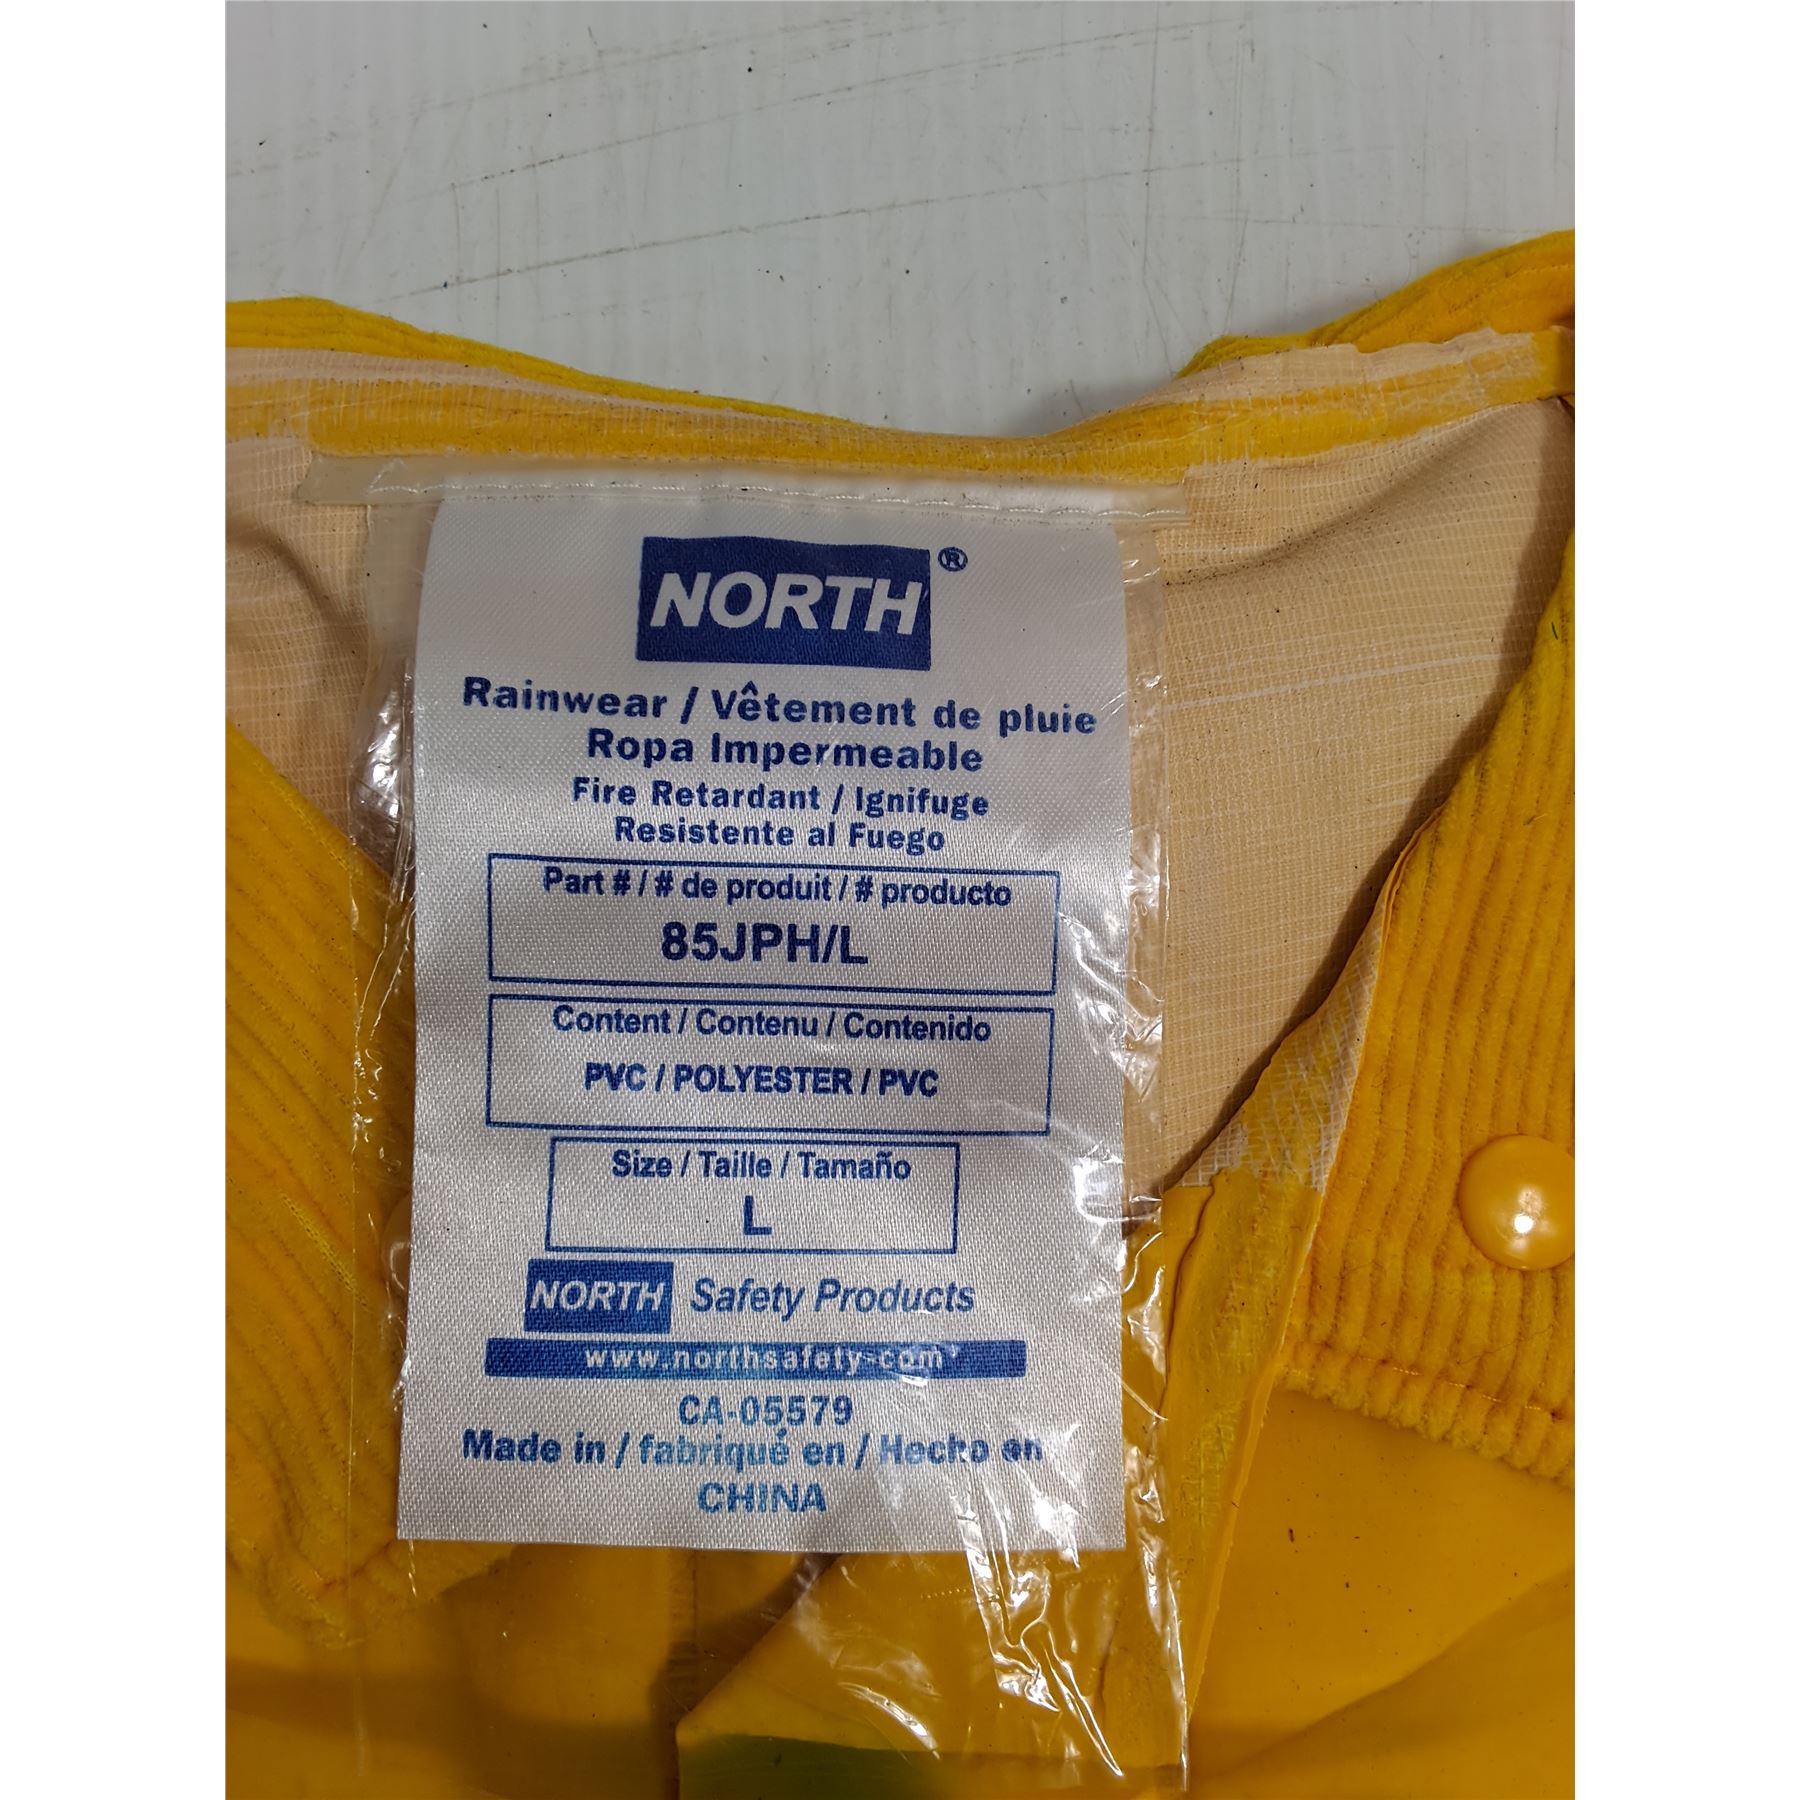 NORTH®
Rainwear / Vêtement de pluie
Ropa Impermeable
Fire Retardant / Ignifuge
Resistente al Fuego
Part # / # de produit / # producto
85JPH/L
Content / Contenu / Contenido
PVC / POLYESTER / PVC
Size / Taille / Tamaño
L
NORTH Safety Products
www.northsafety.com
CA-05579
Made in / fabriqué en / Hecho en
CHINA